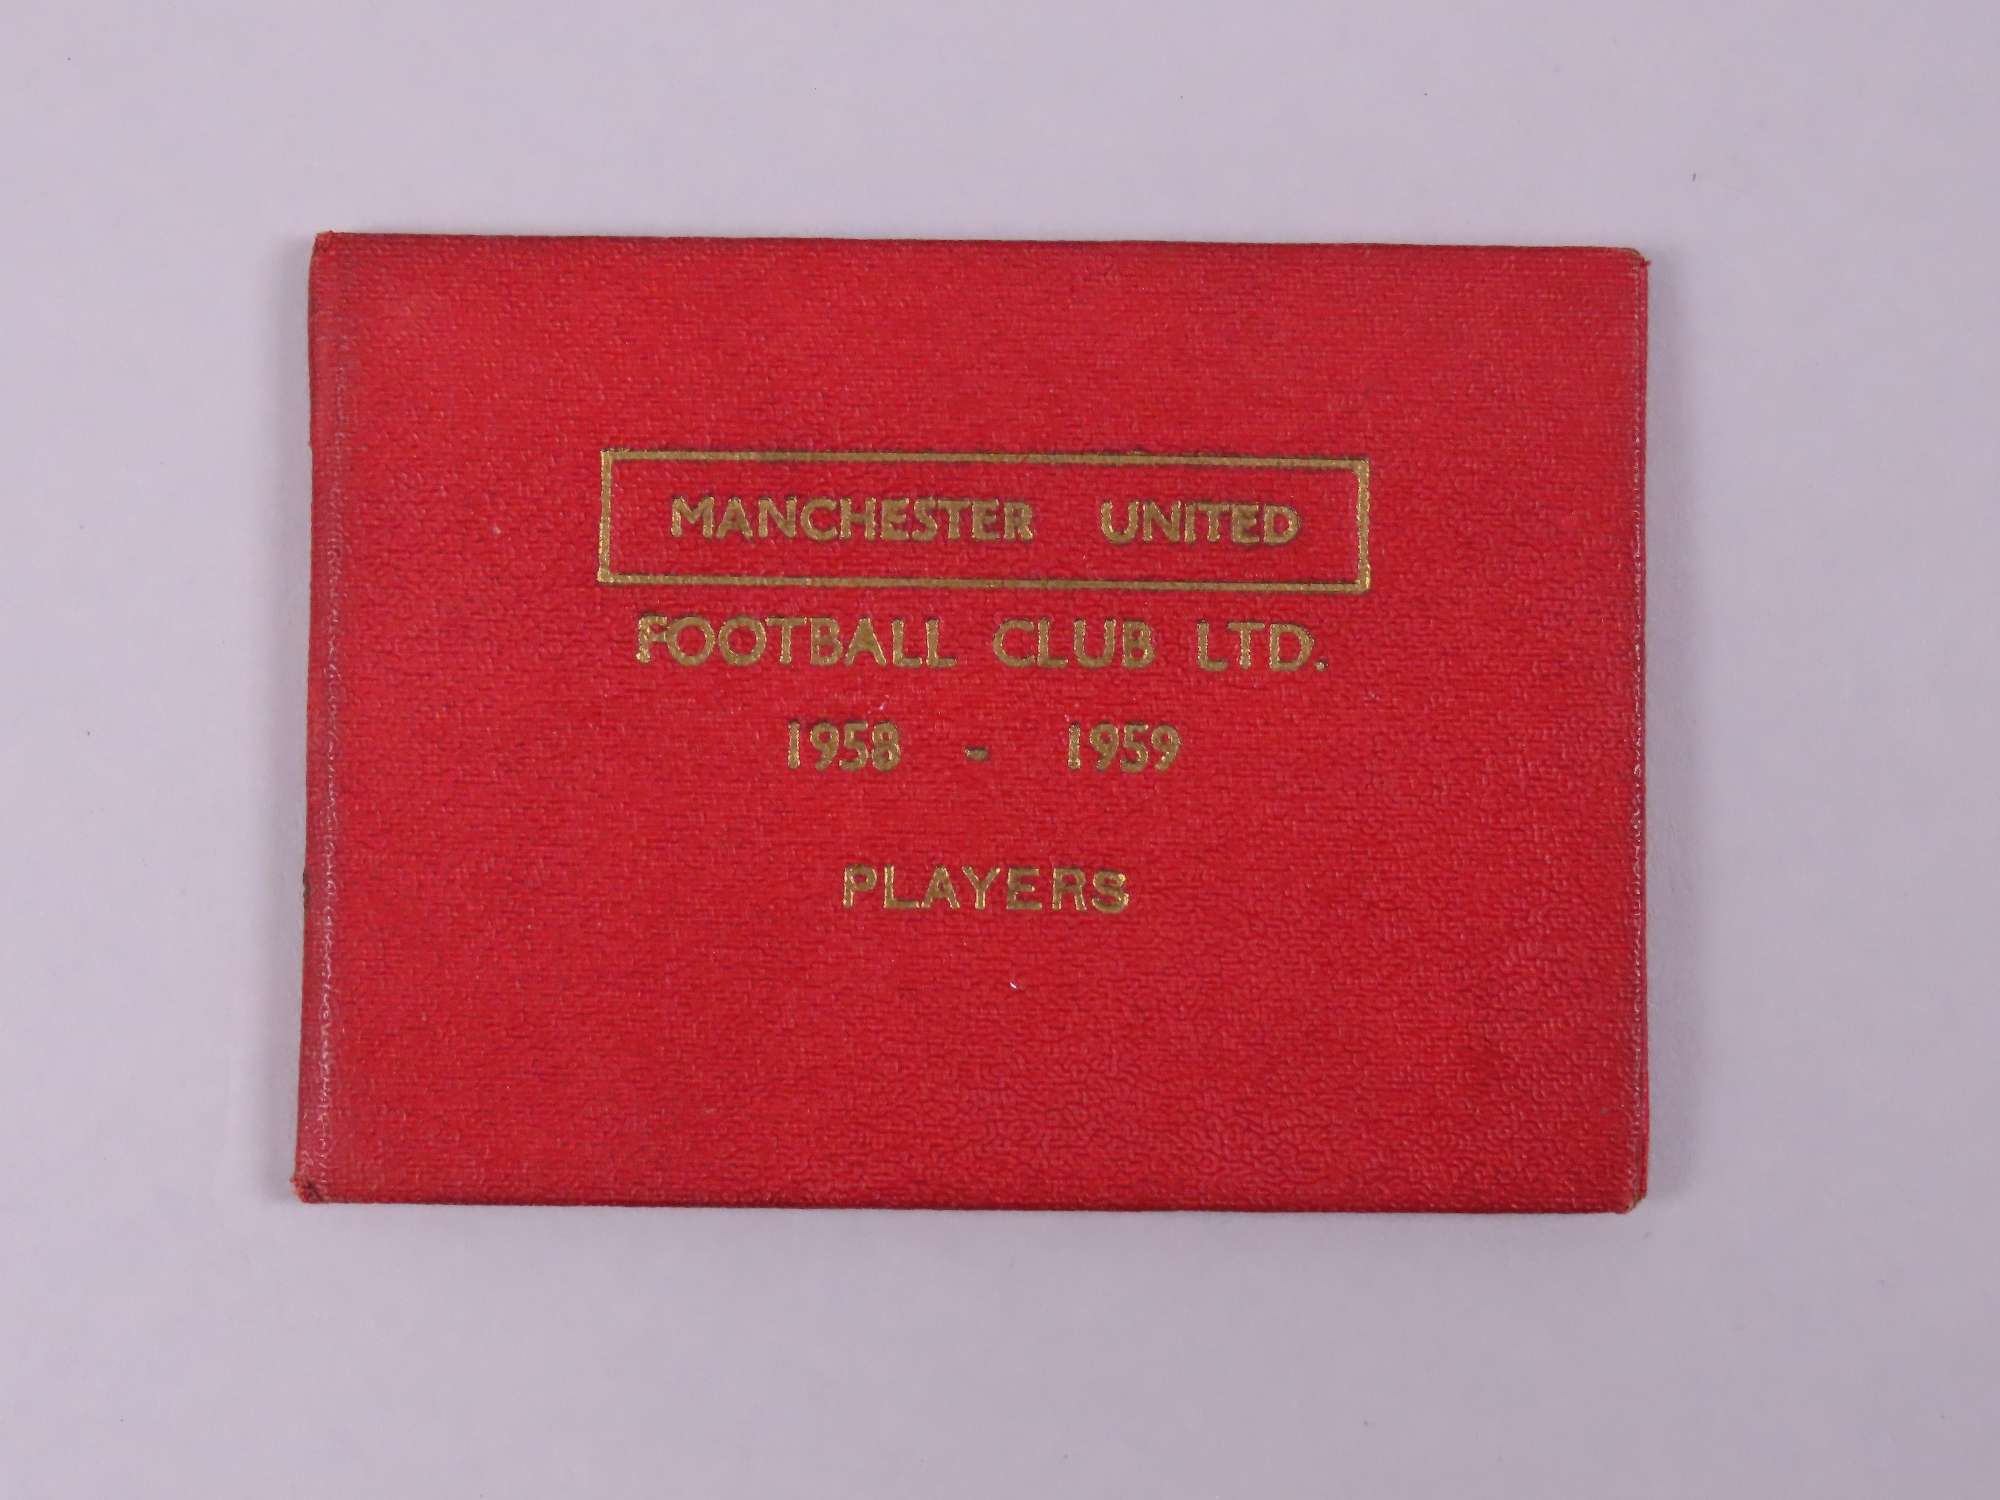 MANCHESTER UNITED
FOOTBALL CLUB LTD.
1958 - 1959
PLAYERS